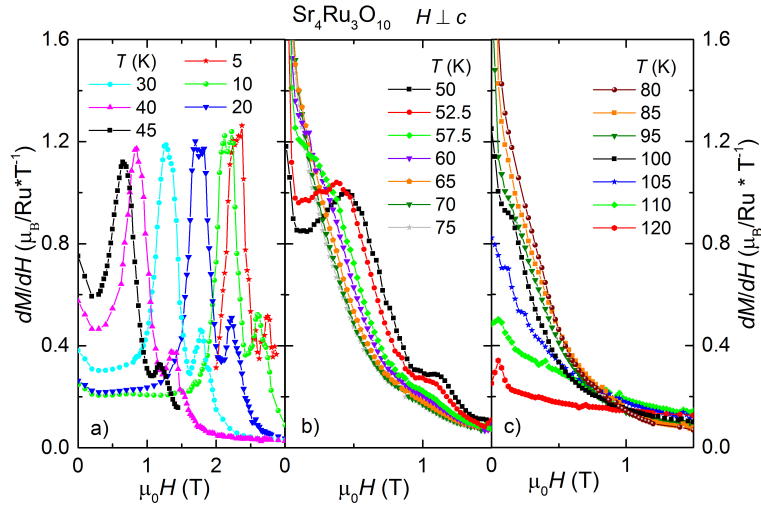 Sr4Ru3O10 H ⊥ c
1.6
1.2
0.8
0.4
0.0
dM/dH (μB/Ru*T-1)
T (K)
30
40
45
5
10
20
a)
0 1 2
μ0H (T)
T (K)
50
52.5
57.5
60
65
70
75
b)
0 1
μ0H (T)
T (K)
80
85
95
100
105
110
120
c)
0 1
μ0H (T)
1.6
1.2
0.8
0.4
0.0
dM/dH (μB/Ru * T-1)